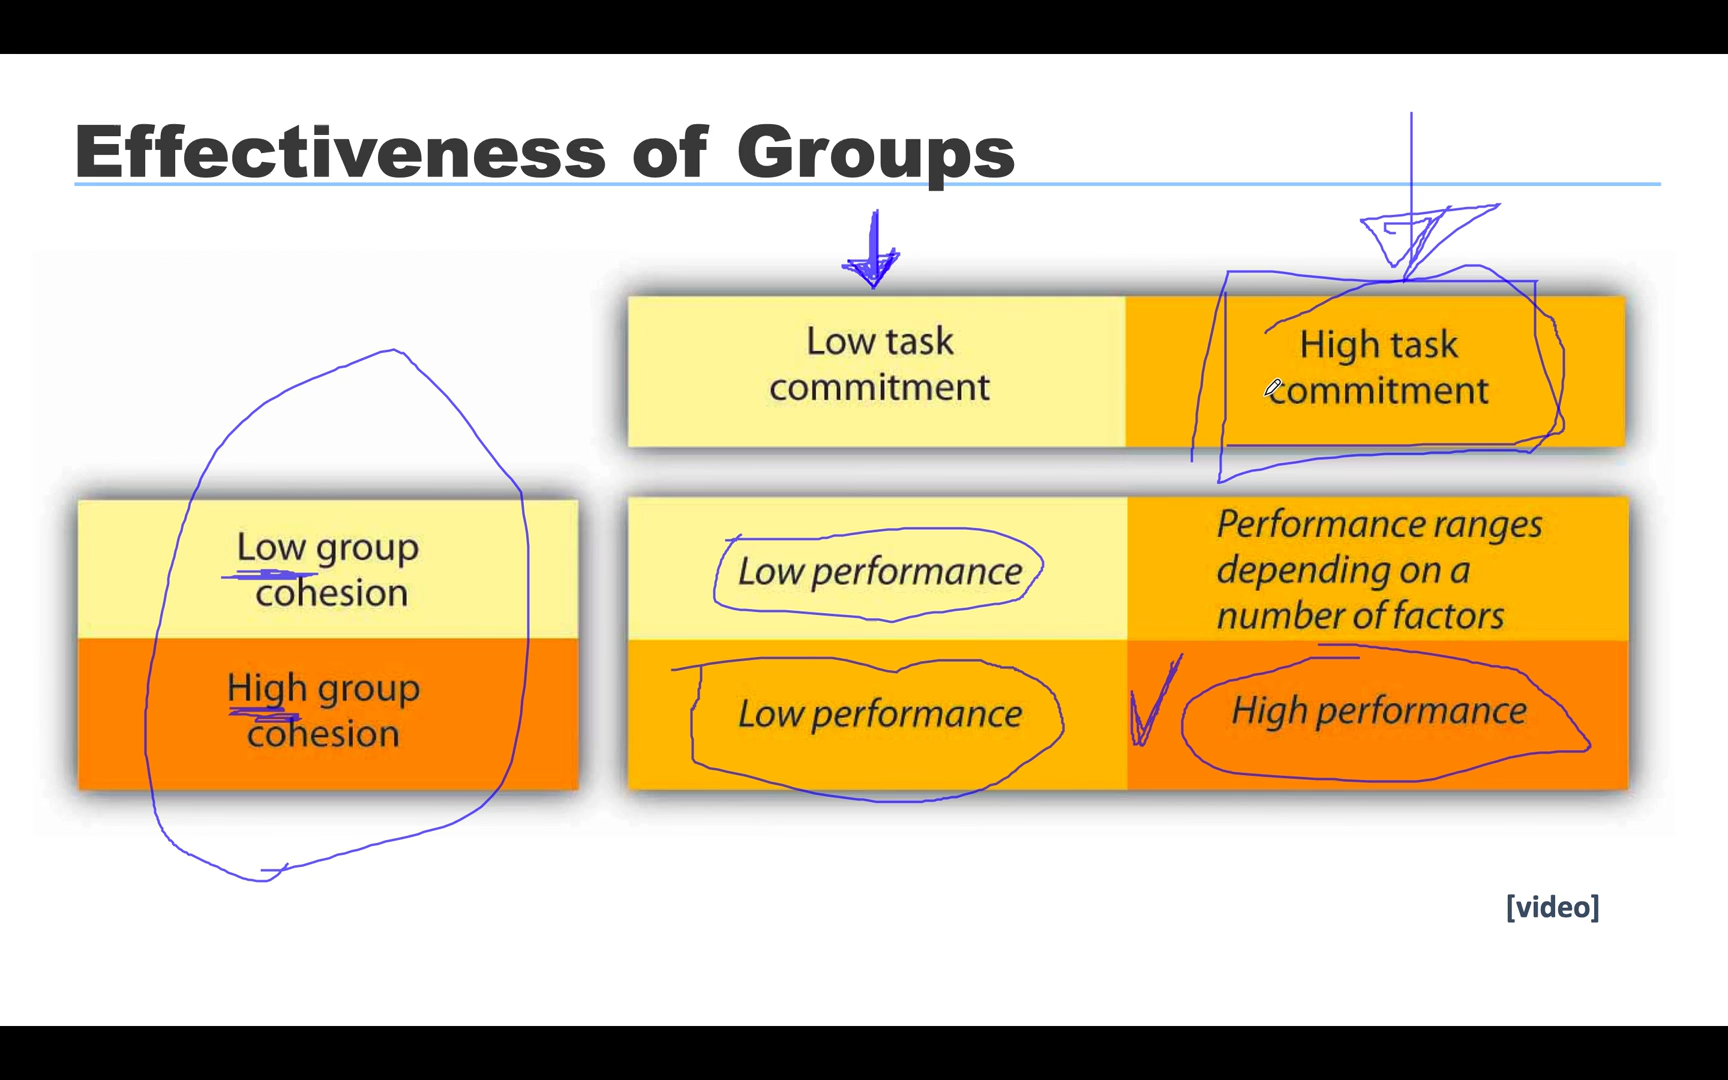 Effectiveness of Groups
Low task
commitment
High task
commitment
Low group
cohesion
Low performance
Performance ranges
depending on a
number of factors
High group
cohesion
Low performance
High performance
[video]